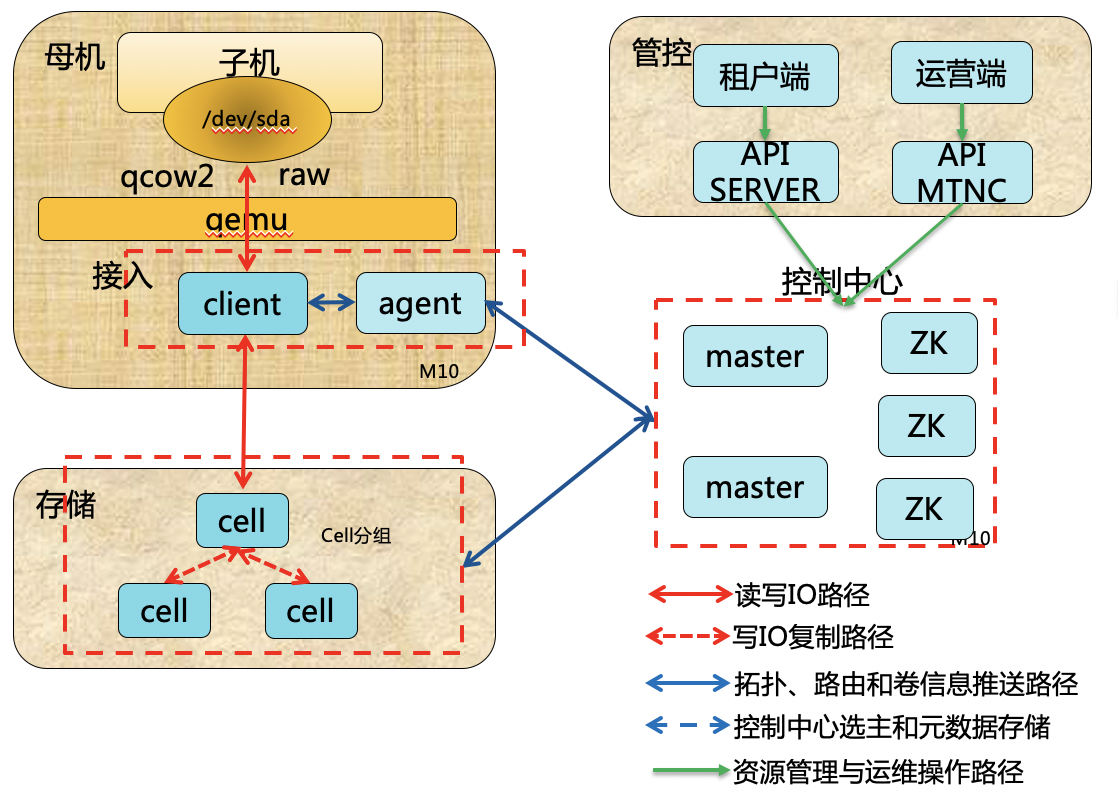 母机
子机
/dev/sda
qcow2
raw
qemu
接入
client
agent
M10
存储
cell
Cell分组
cell
cell
管控
租户端
运营端
API
SERVER
API
MTNC
控制中心
master
ZK
ZK
master
ZK
M10
读写IO路径
写IO复制路径
拓扑、路由和卷信息推送路径
控制中心选主和元数据存储
资源管理与运维操作路径